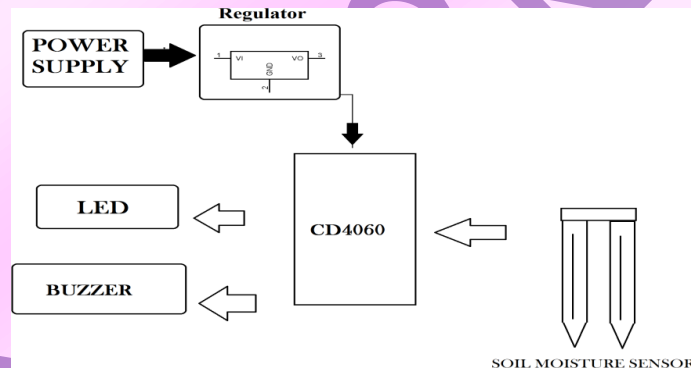 Regulator
POWER
SUPPLY
1 VI VO 3
GND
2
LED
CD4060
BUZZER
SOIL MOISTURE SENSOR